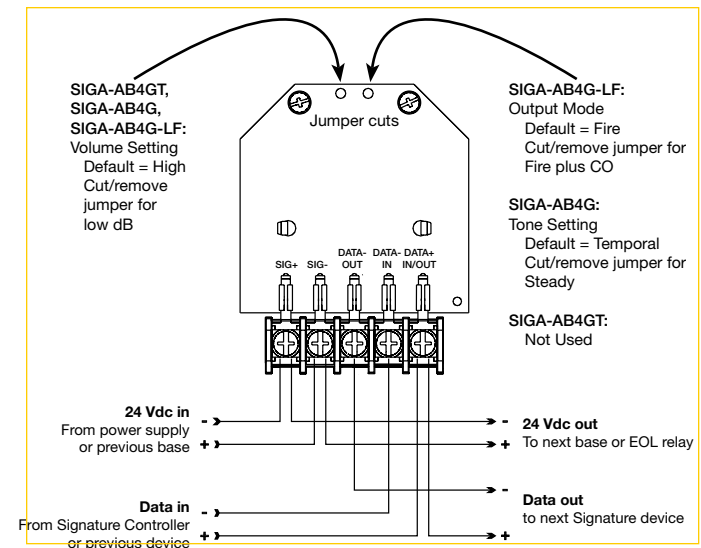 SIGA-AB4GT,
SIGA-AB4G,
SIGA-AB4G-LF:
Volume Setting
Default = High
Cut/remove
jumper for
low dB
Jumper cuts
SIGA-AB4G-LF:
Output Mode
Default = Fire
Cut/remove jumper for
Fire plus CO
SIGA-AB4G:
Tone Setting
Default = Temporal
Cut/remove jumper for
Steady
SIGA-AB4GT:
Not Used
SIG+
SIG-
DATA-
OUT
DATA-
IN
DATA+
IN/OUT
24 Vdc in
From power supply
or previous base
-
+
-
+
24 Vdc out
To next base or EOL relay
Data in
From Signature Controller
or previous device
-
+
-
+
Data out
to next Signature device